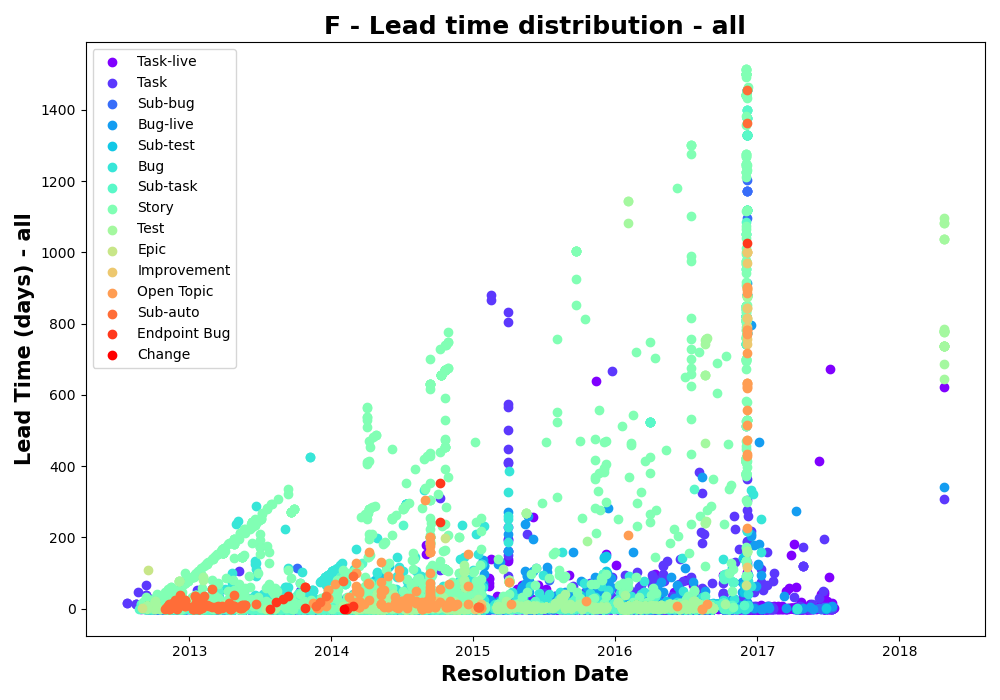 F - Lead time distribution - all
Lead Time (days) - all
1400
1200
1000
800
600
400
200
0
Task-live
Task
Sub-bug
Bug-live
Sub-test
Bug
Sub-task
Story
Test
Epic
Improvement
Open Topic
Sub-auto
Endpoint Bug
Change
2013
2014
2015
2016
2017
2018
Resolution Date